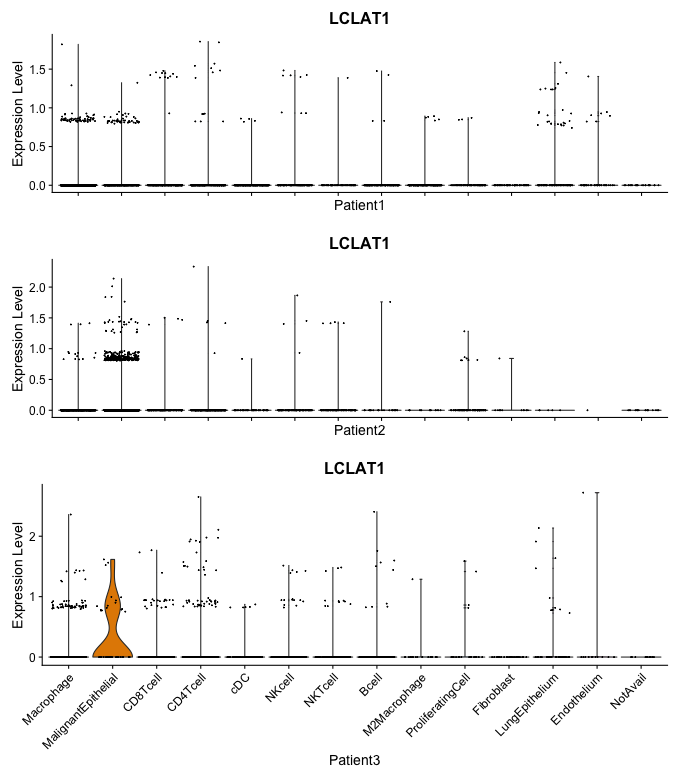 LCLAT1
Expression Level
1.5
1.0
0.5
0.0
Patient1
LCLAT1
Expression Level
2.0
1.5
1.0
0.5
0.0
Patient2
LCLAT1
Expression Level
2
1
0
Macrophage
MalignantEpithelial
CD8Tcell
CD4Tcell
cDC
NKcell
NKTcell
Bcell
M2Macrophage
ProliferatingCell
Fibroblast
LungEpithelium
Endothelium
NotAvail
Patient3